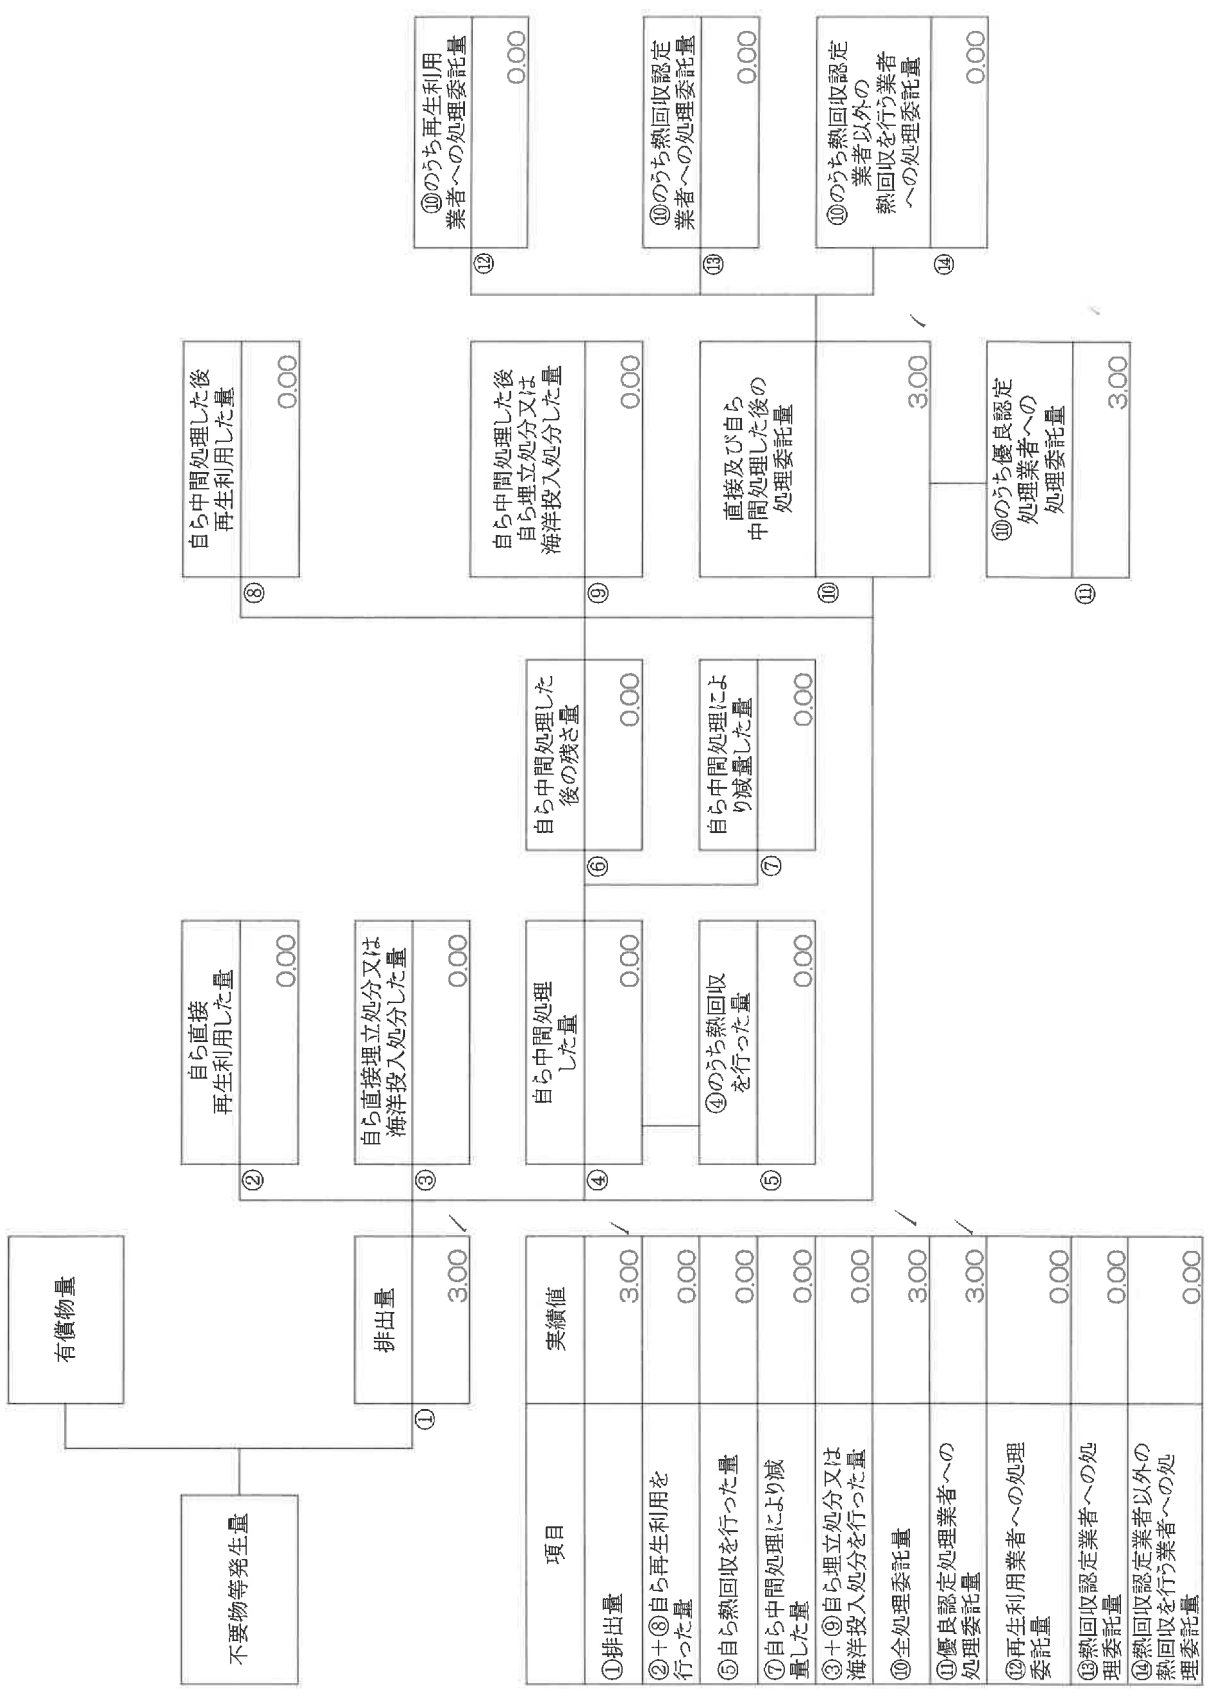 有償物量
不要物等発生量
①
排出量
3.00
②
自ら直接
再生利用した量
0.00
③
自ら直接埋立処分又は
海洋投入処分した量
0.00
④
自ら中間処理
した量
0.00
⑤
④のうち熱回収
を行った量
0.00
⑥
自ら中間処理した
後の残さ量
0.00
⑦
自ら中間処理によ
り減量した量
0.00
⑧
自ら中間処理した後
再生利用した量
0.00
⑨
自ら中間処理した後
自ら埋立処分又は
海洋投入処分した量
0.00
⑩
直接及び自ら
中間処理した後の
処理委託量
3.00
⑪
⑩のうち優良認定
処理業者への
処理委託量
3.00
⑫
⑩のうち再生利用
業者への処理委託量
0.00
⑬
⑩のうち熱回収認定
業者への処理委託量
0.00
⑭
⑩のうち熱回収認定
業者以外の
熱回収を行う業者
への処理委託量
0.00
項目 実績値
①排出量 3.00
②+⑧自ら再生利用を
行った量 0.00
⑤自ら熱回収を行った量 0.00
⑦自ら中間処理により減
量した量 0.00
③+⑨自ら埋立処分又は
海洋投入処分を行った量 0.00
⑩全処理委託量 3.00
⑪優良認定処理業者への
処理委託量 3.00
⑫再生利用業者への処理
委託量 0.00
⑬熱回収認定業者への処
理委託量 0.00
⑭熱回収認定業者以外の
熱回収を行う業者への処
理委託量 0.00